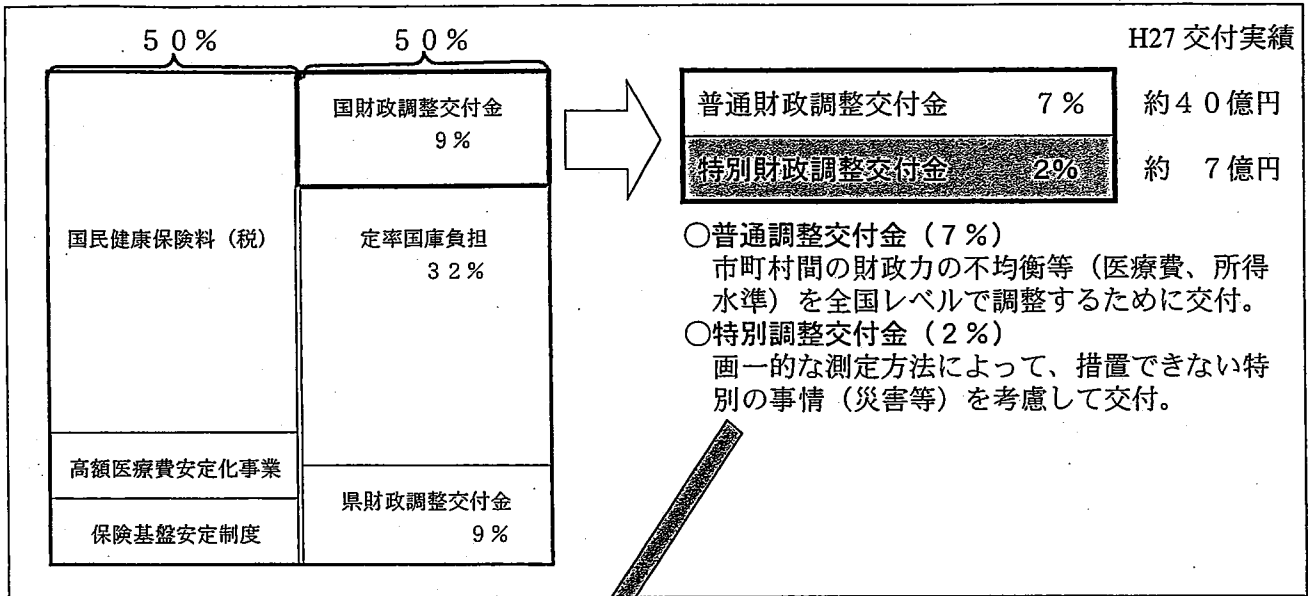 50%
50%
H27 交付実績
国民健康保険料（税）
高額医療費安定化事業
保険基盤安定制度
国財政調整交付金
9%
定率国庫負担
32%
県財政調整交付金
9%
普通財政調整交付金 7% 約40億円
特別財政調整交付金 2% 約 7億円
○普通調整交付金（7%）
市町村間の財政力の不均衡等（医療費、所得
水準）を全国レベルで調整するために交付。
○特別調整交付金（2%）
画一的な測定方法によって、措置できない特
別の事情（災害等）を考慮して交付。